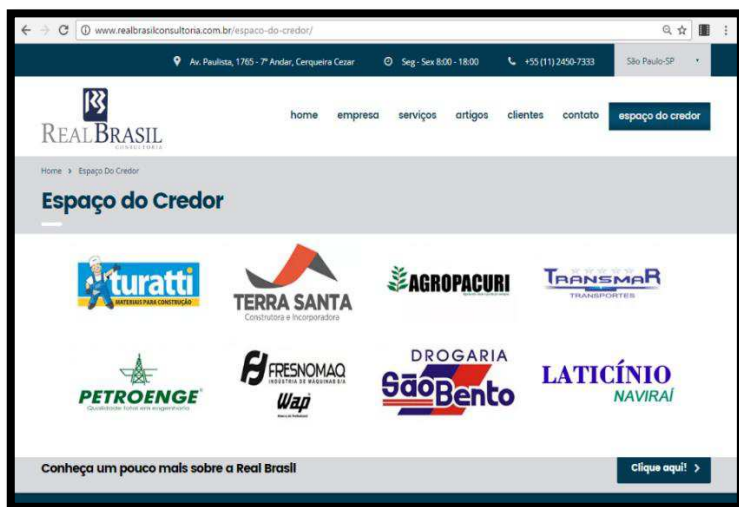 www.realbrasilconsultoria.com.br/espaco-do-credor/
Av. Paulista, 1765 - 7º Andar, Cerqueira Cezar
Seg - Sex 8:00 - 18:00
+55 (11) 2450-7333
São Paulo-SP
REALBRASIL
CONSULTORIA
home empresa serviços artigos clientes contato espaço do credor
Home > Espaço Do Credor
Espaço do Credor
turatti
MATERIAIS PARA CONSTRUÇÃO
TERRA SANTA
Construtora e Incorporadora
AGROPACURI
TRANSMAR
TRANSPORTES
PETROENGE
Qualidade total em engenharia
FRESNOMAQ
INDÚSTRIA DE MÁQUINAS S/A
Wap
DROGARIA
São Bento
LATICÍNIO
NAVIRAÍ
Conheça um pouco mais sobre a Real Brasil
Clique aqui! >